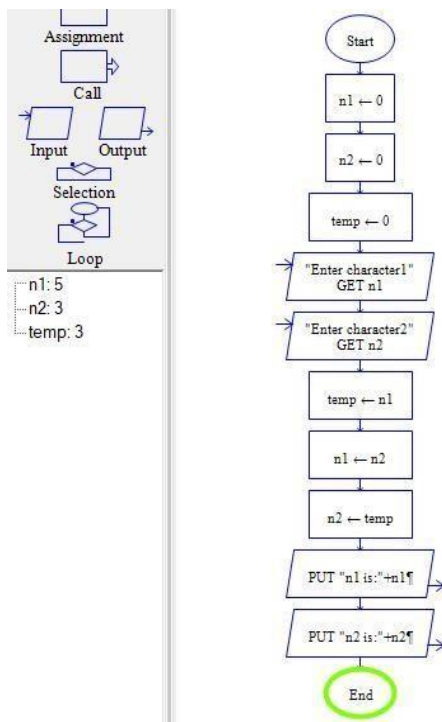 Assignment
Call
Input Output
Selection
Loop
n1: 5
n2: 3
temp: 3
Start
n1 ← 0
n2 ← 0
temp ← 0
"Enter character1"
GET n1
"Enter character2"
GET n2
temp ← n1
n1 ← n2
n2 ← temp
PUT "n1 is:"+n1¶
PUT "n2 is:"+n2¶
End